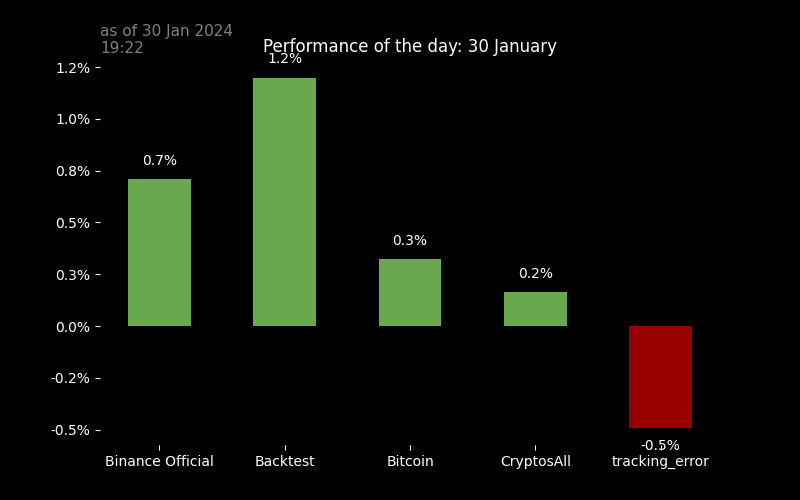 as of 30 Jan 2024
19:22
Performance of the day: 30 January
1.2%
1.0%
0.8%
0.5%
0.3%
0.0%
-0.2%
-0.5%
0.7%
1.2%
0.3%
0.2%
-0.5%
Binance Official
Backtest
Bitcoin
CryptosAll
tracking_error